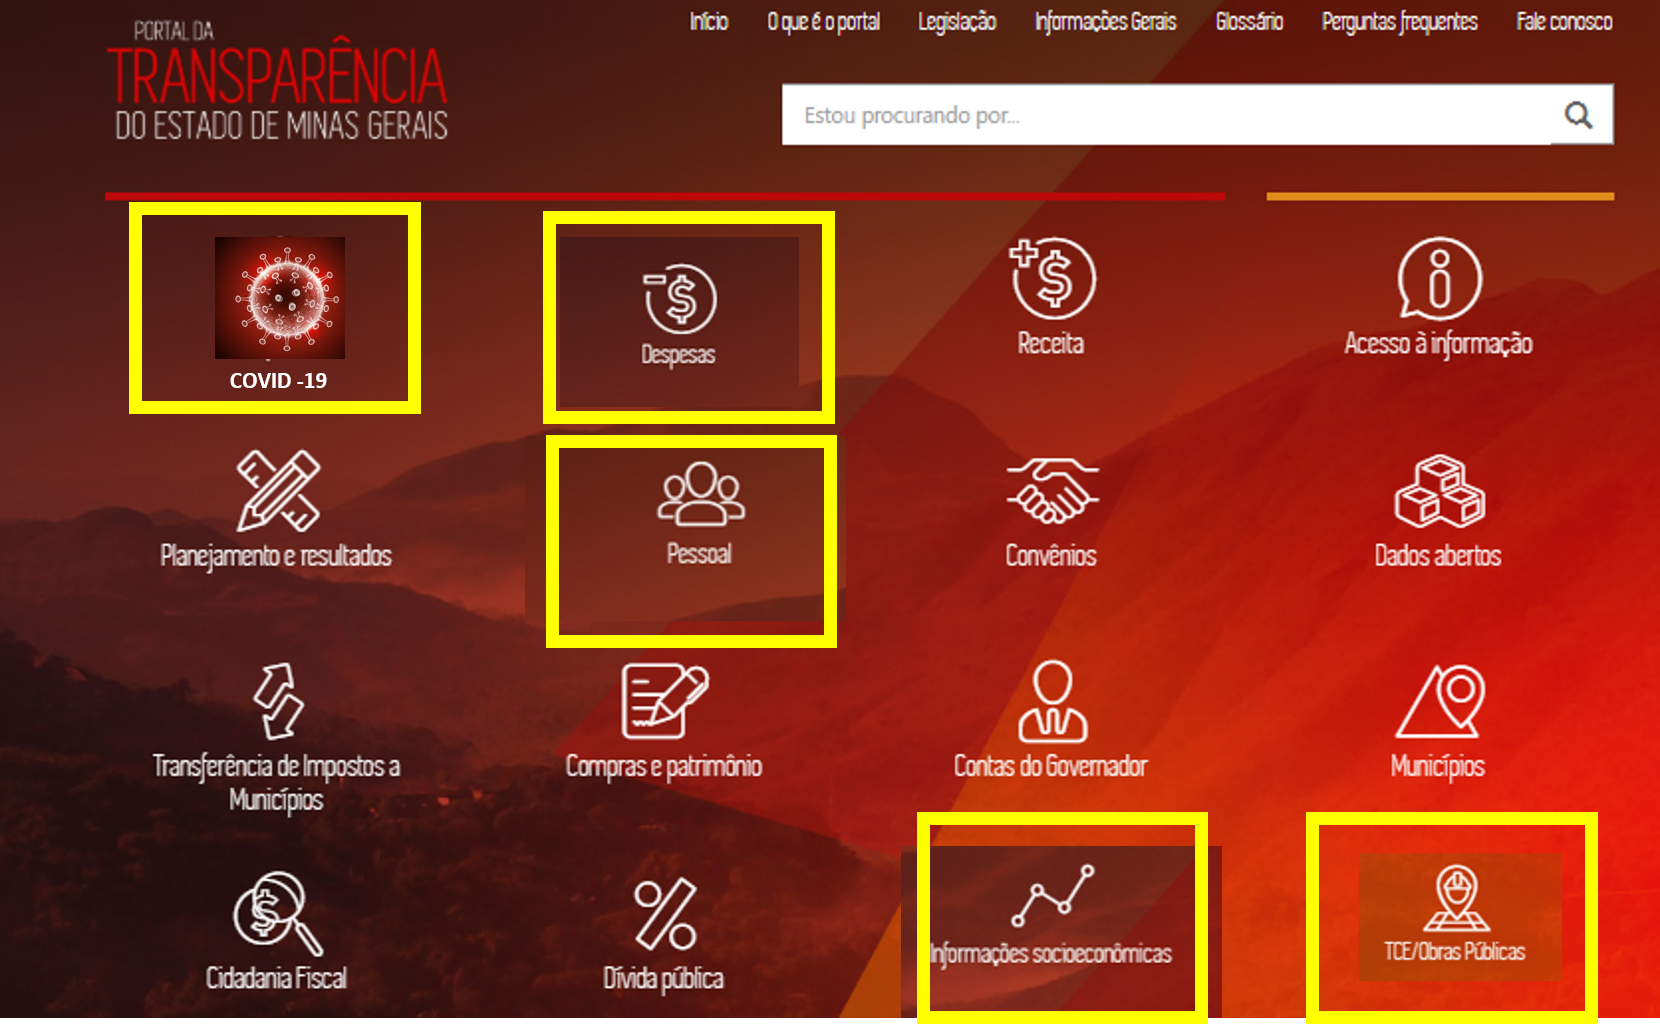 PORTAL DA
TRANSPARÊNCIA
DO ESTADO DE MINAS GERAIS
Início O que é o portal Legislação Informações Gerais Glossário Perguntas frequentes Fale conosco
Estou procurando por...
COVID -19
Despesas
Receita
Acesso à informação
Planejamento e resultados
Pessoal
Convênios
Dados abertos
Transferência de Impostos a
Municípios
Compras e patrimônio
Contas do Governador
Municípios
Cidadania Fiscal
Dívida pública
Informações socioeconômicas
TCE/Obras Públicas